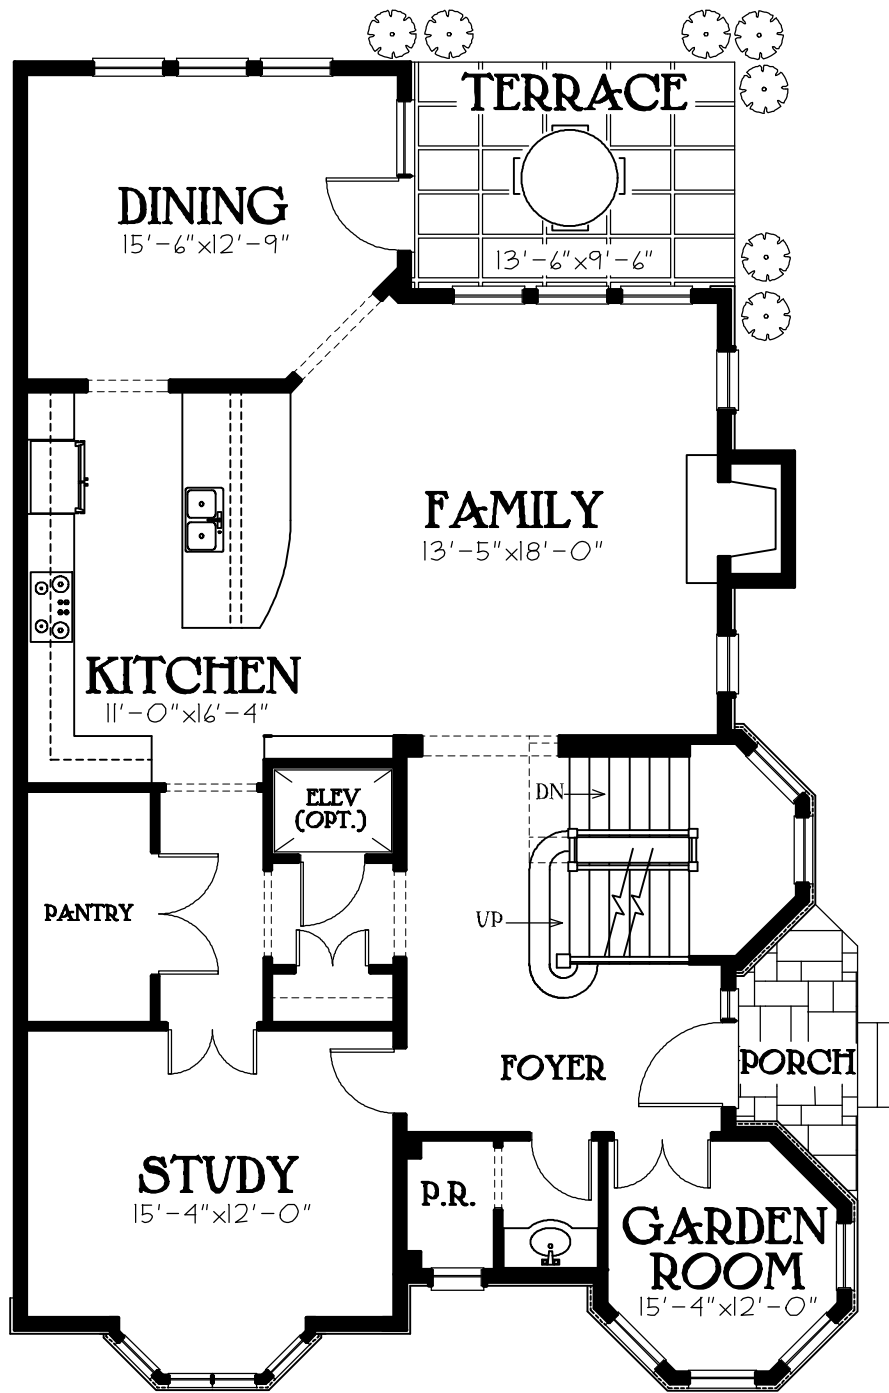 TERRACE
13'-6"x9'-6"
DINING
15'-6"x12'-9"
FAMILY
13'-5"x18'-0"
KITCHEN
11'-0"x16'-4"
ELEV
(OPT.)
DN
UP
PANTRY
FOYER
PORCH
STUDY
15'-4"x12'-0"
P.R.
GARDEN
ROOM
15'-4"x12'-0"